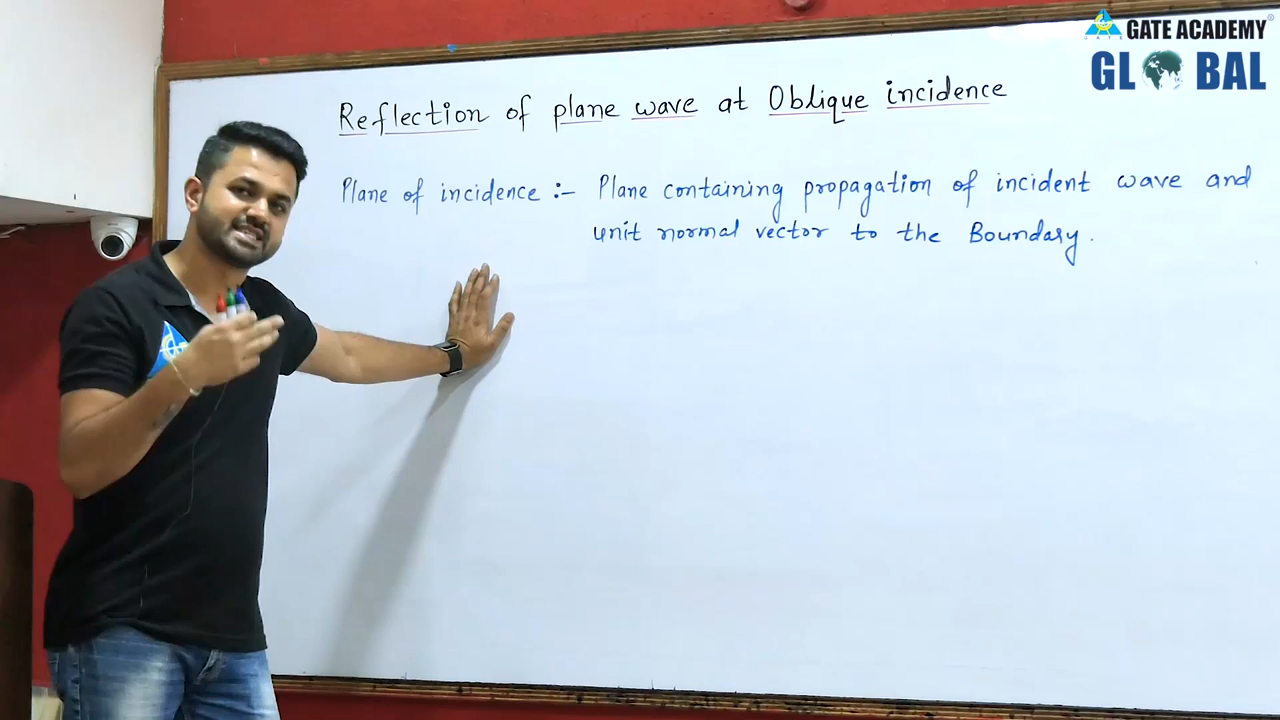 GATE ACADEMY
GATE
GLOBAL
Reflection of plane wave at Oblique incidence
Plane of incidence :- Plane containing propagation of incident wave and
unit normal vector to the Boundary.